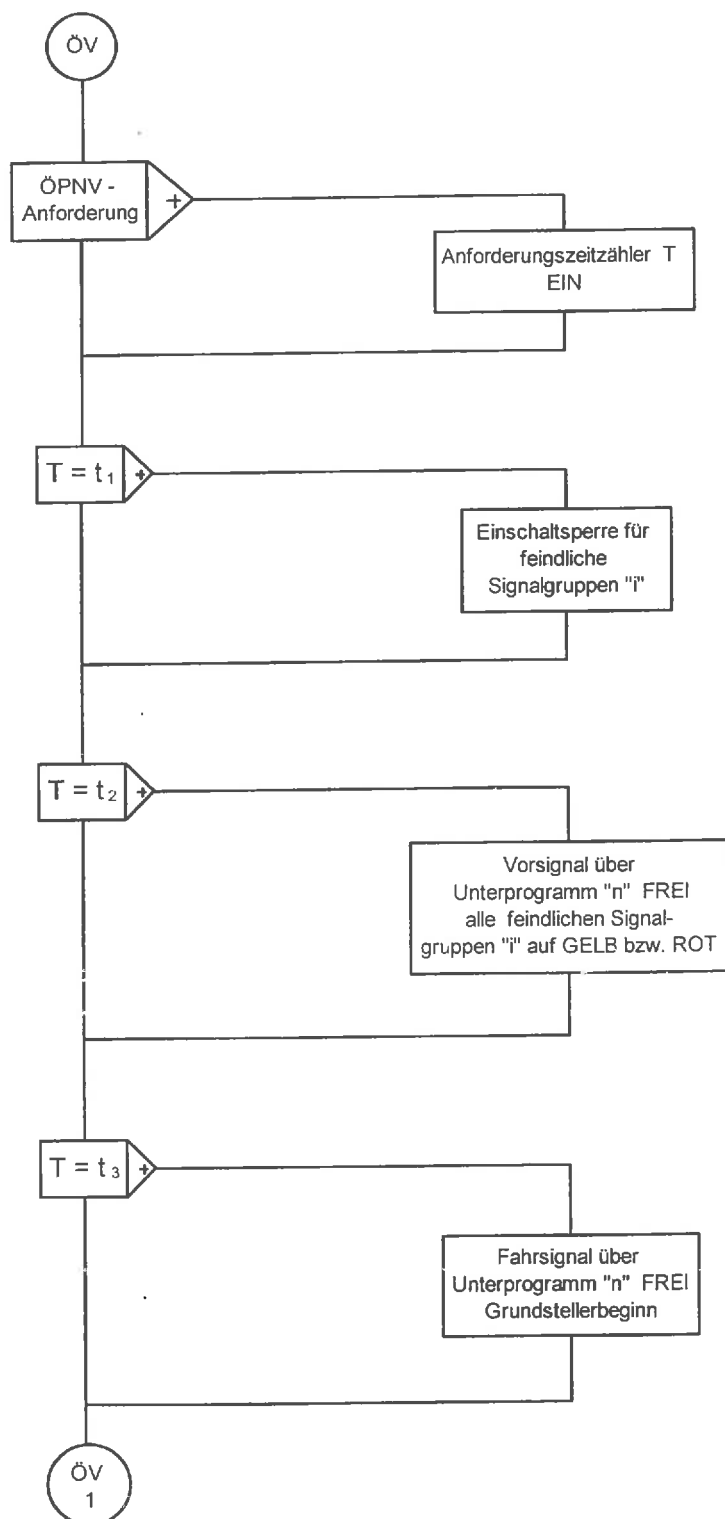 ÖV
ÖPNV -
Anforderung
+
Anforderungszeitzähler T
EIN
T = t₁
+
Einschaltsperre für
feindliche
Signalgruppen "i"
T = t₂
+
Vorsignal über
Unterprogramm "n" FREI
alle feindlichen Signal-
gruppen "i" auf GELB bzw. ROT
T = t₃
+
Fahrsignal über
Unterprogramm "n" FREI
Grundstellerbeginn
ÖV
1